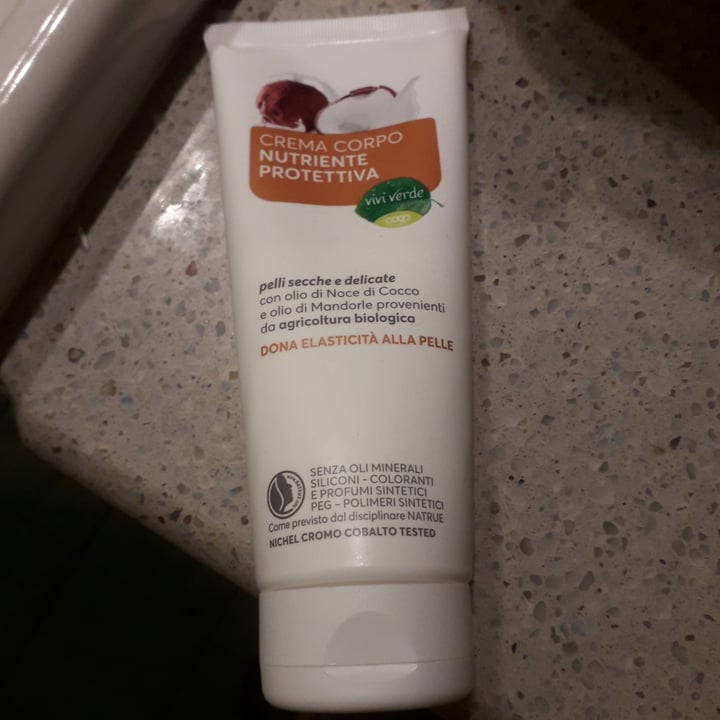 CREMA CORPO
NUTRIENTE
PROTETTIVA
vivi verde
coop
pelli secche e delicate
con olio di Noce di Cocco
e olio di Mandorle provenienti
da agricoltura biologica
DONA ELASTICITÀ ALLA PELLE
SENZA OLI MINERALI
SILICONI - COLORANTI
E PROFUMI SINTETICI
PEG – POLIMERI SINTETICI
Come previsto dal disciplinare NATRUE
NICHEL CROMO COBALTO TESTED